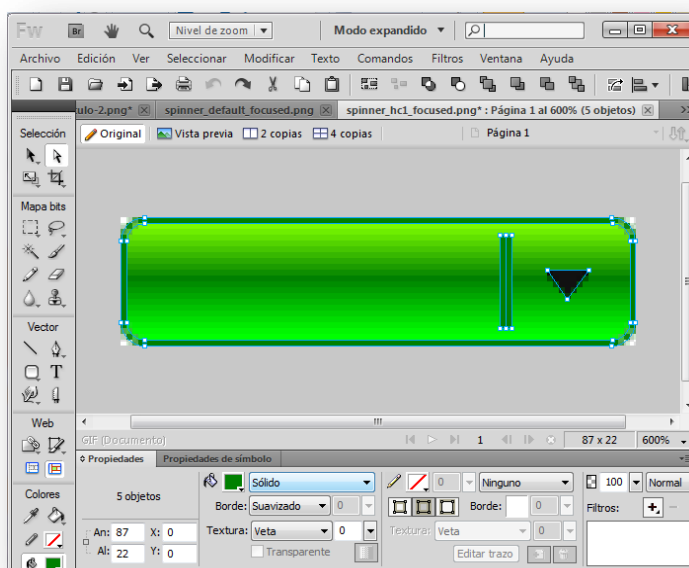 Fw Br Nivel de zoom Modo expandido
Archivo Edición Ver Seleccionar Modificar Texto Comandos Filtros Ventana Ayuda
ulo-2.png* spinner_default_focused.png spinner_hc1_focused.png* : Página 1 al 600% (5 objetos)
Selección
Original Vista previa 2 copias 4 copias Página 1
Mapa bits
Vector
T
Web
Colores
GIF (Documento) 1 87 x 22 600%
Propiedades Propiedades de símbolo
5 objetos
Sólido 0 Ninguno 100 Normal
Borde: Suavizado 0 Borde: 0 Filtros:
An: 87 X: 0 Textura: Veta 0 Textura: Veta 0
Al: 22 Y: 0 Transparente Editar trazo